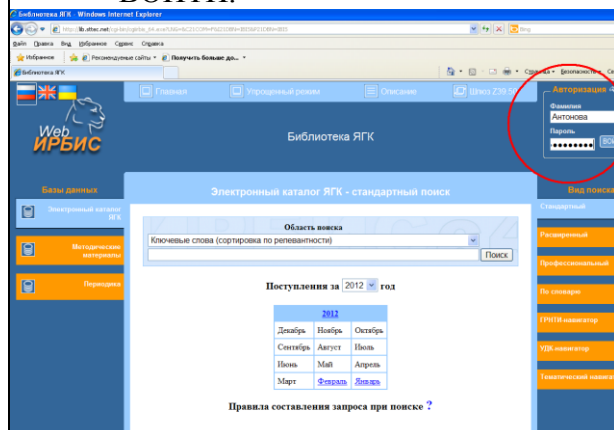 ВОЙТИ.
Библиотека ЯГК - Windows Internet Explorer
Файл Правка Вид Избранное Сервис Справка
Избранное Рекомендуемые сайты Получить больше до...
Библиотека ЯГК
Главная Упрощенный режим Описание Шлюз Z39.50
Авторизация
Фамилия
Антонова
Пароль
Web
ИРБИС
Библиотека ЯГК
Базы данных
Электронный каталог ЯГК - стандартный поиск
Вид поиска
Электронный каталог
ЯГК
Стандартный
Область поиска
Ключевые слова (сортировка по релевантности)
Поиск
Расширенный
Методические
материалы
Профессиональный
Периодика
Поступления за 2012 год
По словарю
2012
Декабрь Ноябрь Октябрь
ГРНТИ-навигатор
Сентябрь Август Июль
УДК-навигатор
Июнь Май Апрель
Март Февраль Январь
Тематический
Правила составления запроса при поиске ?